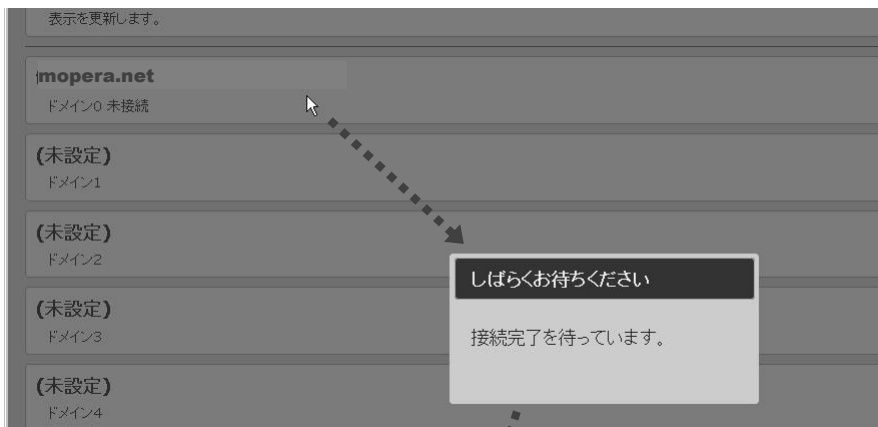 表示を更新します。
mopera.net
ドメイン0 未接続
(未設定)
ドメイン1
(未設定)
ドメイン2
しばらくお待ちください
(未設定)
ドメイン3
接続完了を待っています。
(未設定)
ドメイン4